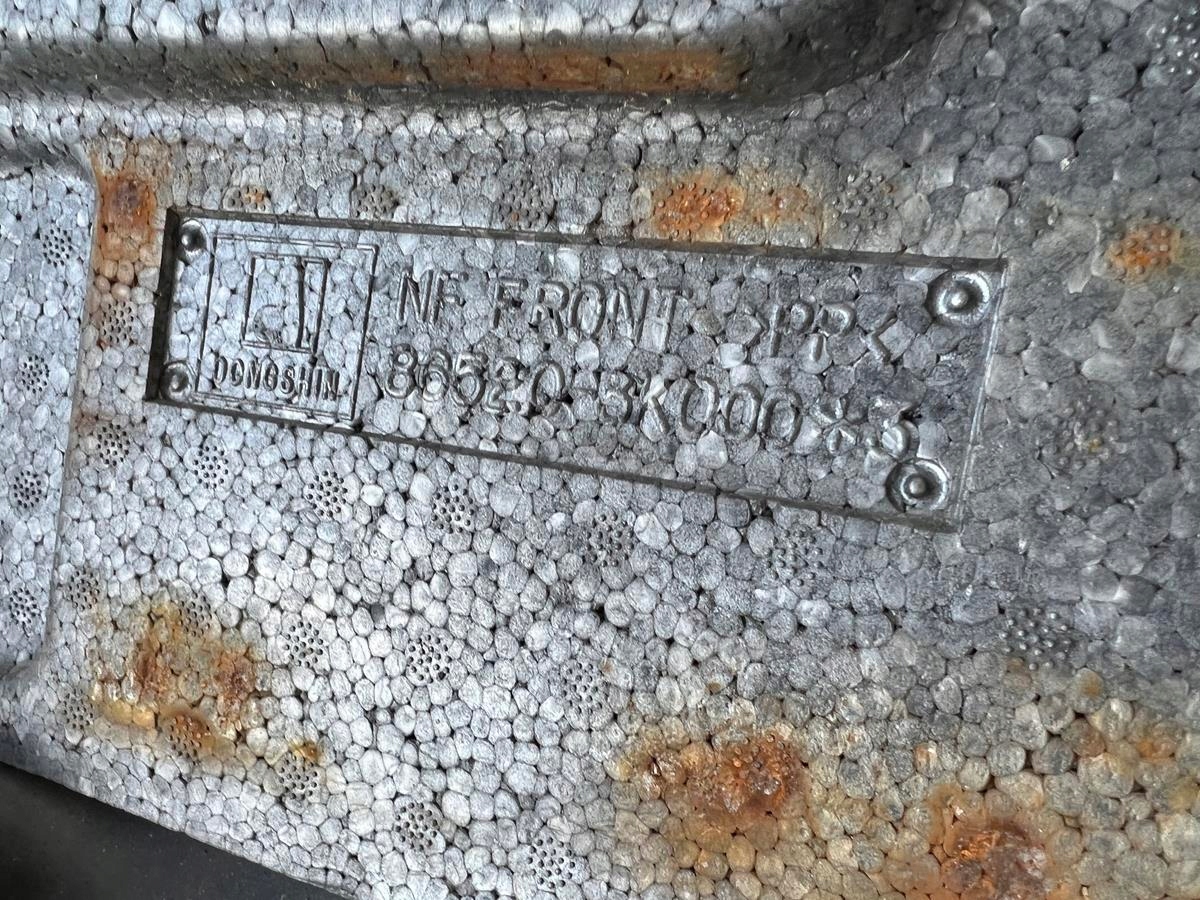 DONGSHIN
NF FRONT >PP<
86520-3K000**